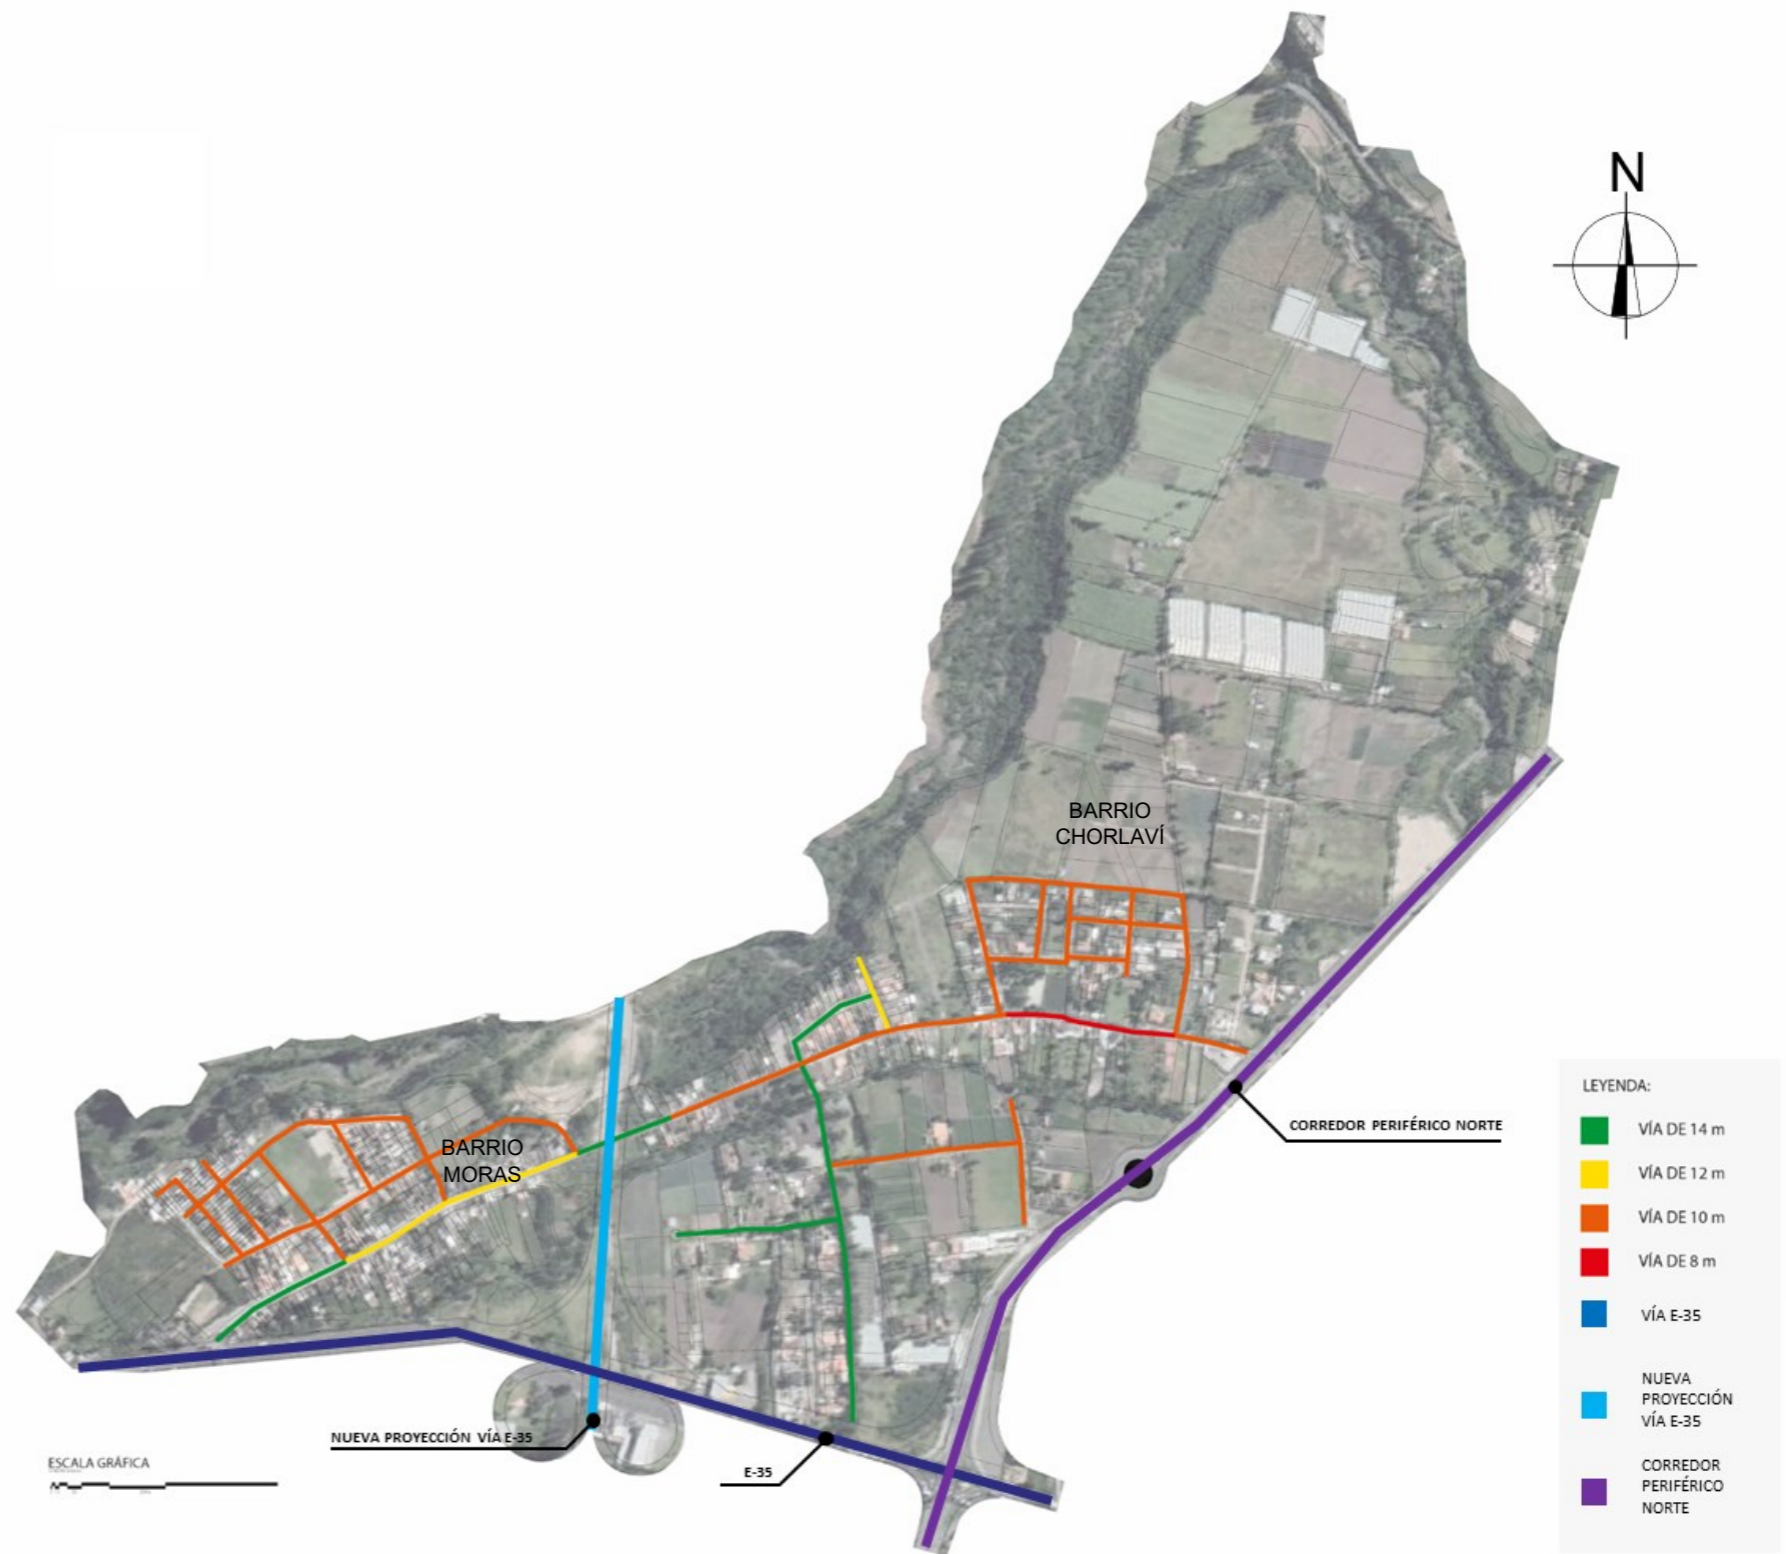 N
BARRIO
CHORLAVÍ
CORREDOR PERIFÉRICO NORTE
BARRIO
MORAS
NUEVA PROYECCIÓN VÍA E-35
E-35
ESCALA GRÁFICA
LEYENDA:
VÍA DE 14 m
VÍA DE 12 m
VÍA DE 10 m
VÍA DE 8 m
VÍA E-35
NUEVA
PROYECCIÓN
VÍA E-35
CORREDOR
PERIFÉRICO
NORTE